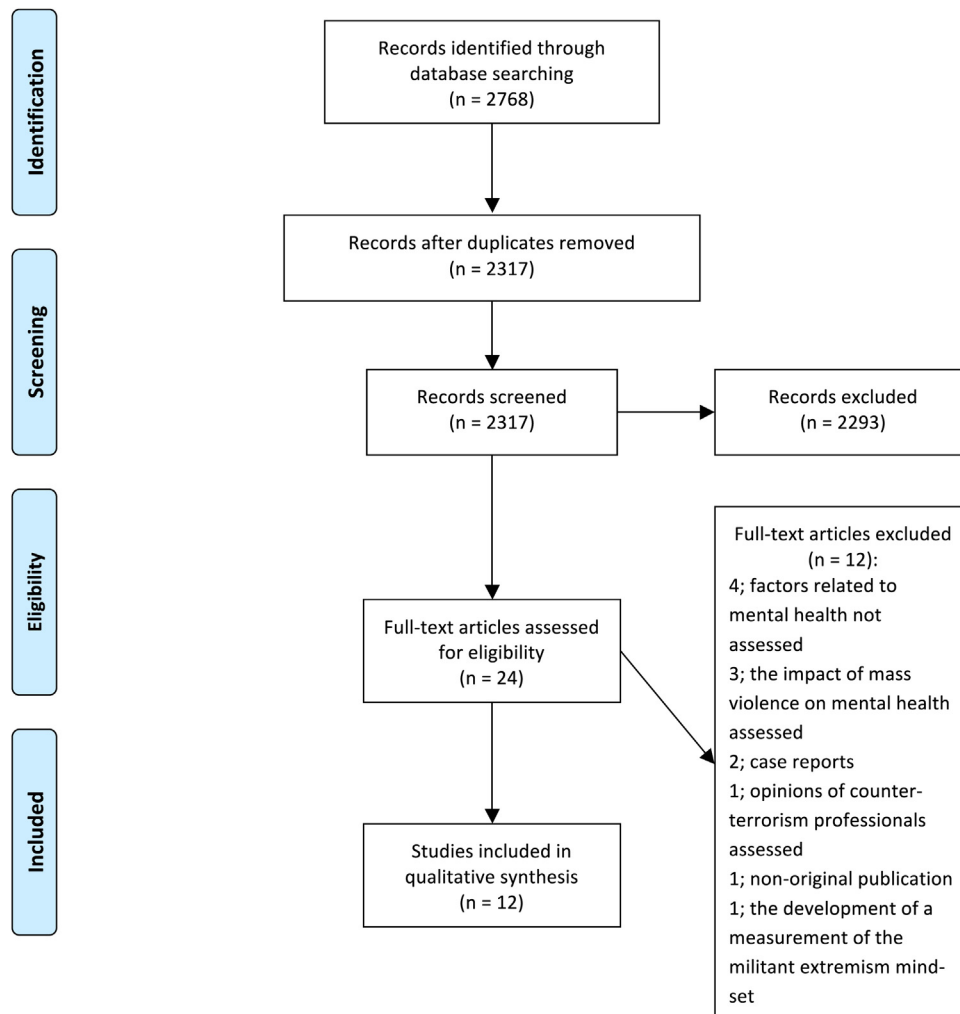 Identification
Records identified through
database searching
(n = 2768)
Records after duplicates removed
(n = 2317)
Screening
Records screened
(n = 2317)
Records excluded
(n = 2293)
Eligibility
Full-text articles assessed
for eligibility
(n = 24)
Full-text articles excluded
(n = 12):
4; factors related to
mental health not
assessed
3; the impact of mass
violence on mental health
assessed
2; case reports
1; opinions of counter-
terrorism professionals
assessed
1; non-original publication
1; the development of a
measurement of the
militant extremism mind-
set
Included
Studies included in
qualitative synthesis
(n = 12)